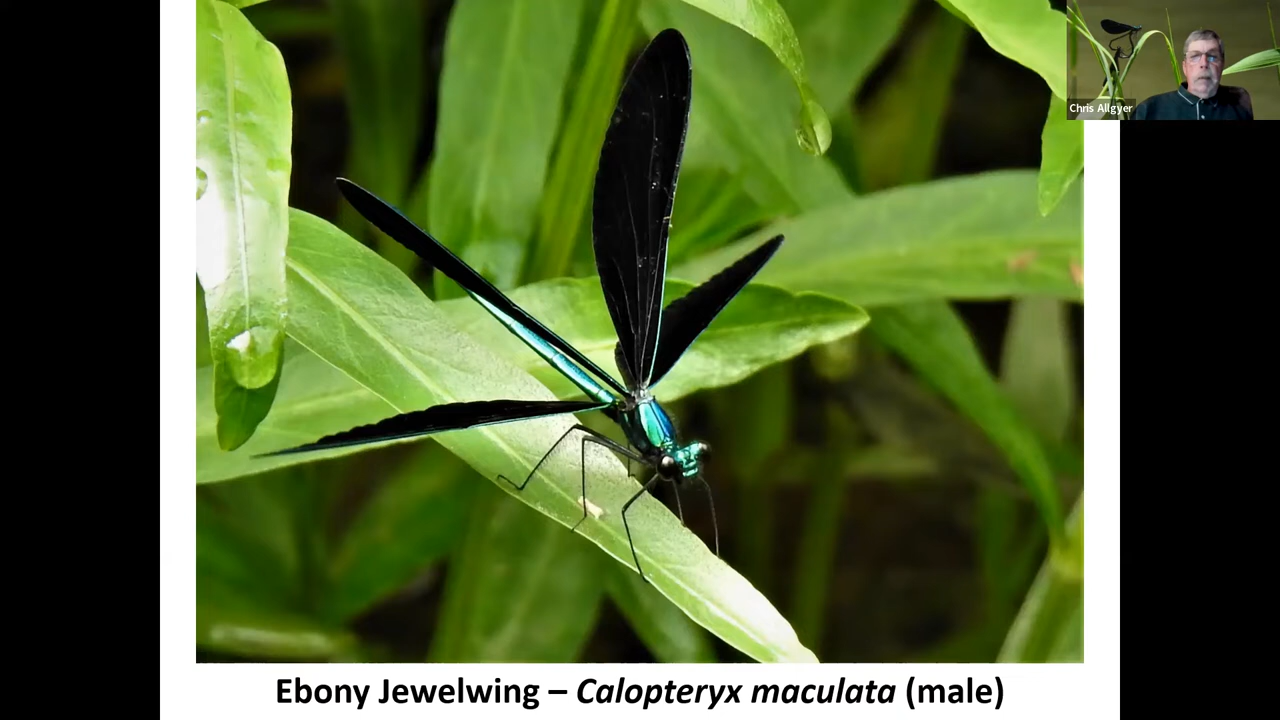 Chris Allgyer
Ebony Jewelwing – Calopteryx maculata (male)